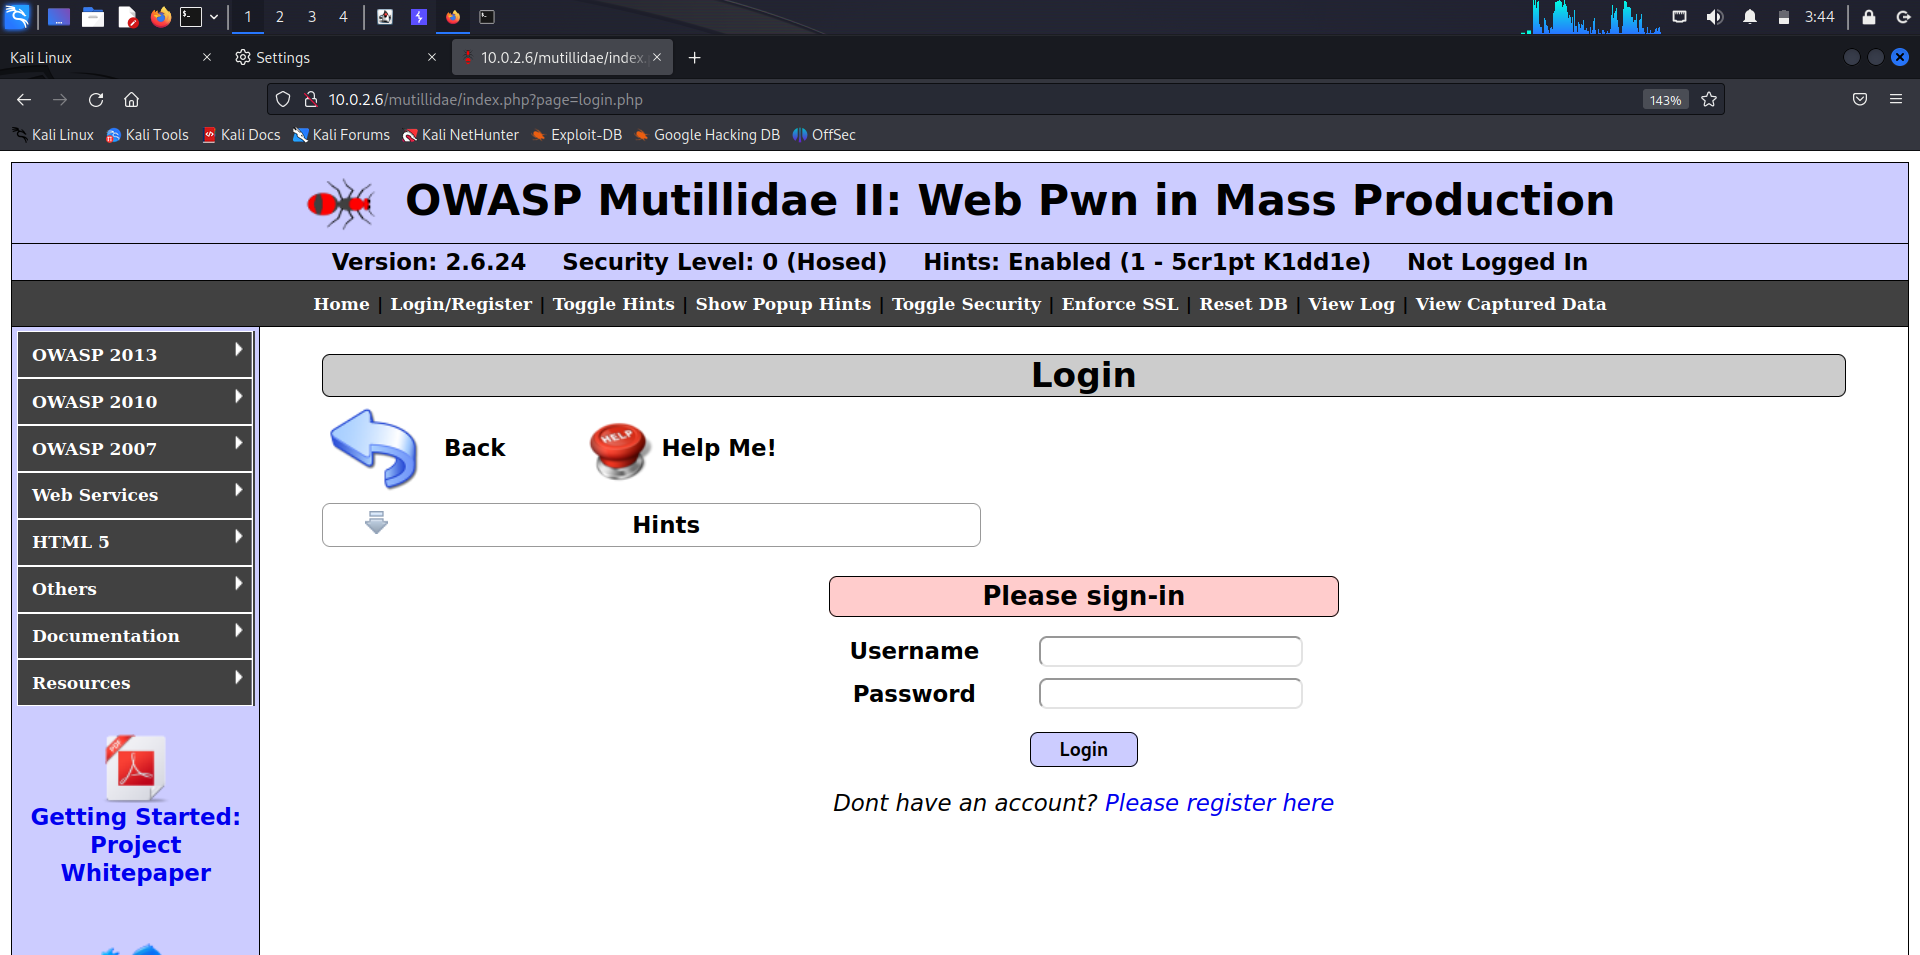 1 2 3 4 3:44
Kali Linux Settings 10.0.2.6/mutillidae/index.
10.0.2.6/mutillidae/index.php?page=login.php 143%
Kali Linux Kali Tools Kali Docs Kali Forums Kali NetHunter Exploit-DB Google Hacking DB OffSec
OWASP Mutillidae II: Web Pwn in Mass Production
Version: 2.6.24 Security Level: 0 (Hosed) Hints: Enabled (1 - 5cr1pt K1dd1e) Not Logged In
Home | Login/Register | Toggle Hints | Show Popup Hints | Toggle Security | Enforce SSL | Reset DB | View Log | View Captured Data
OWASP 2013
OWASP 2010
OWASP 2007
Web Services
HTML 5
Others
Documentation
Resources
PDF
Getting Started:
Project
Whitepaper
Login
Back HELP Help Me!
Hints
Please sign-in
Username
Password
Login
Dont have an account? Please register here